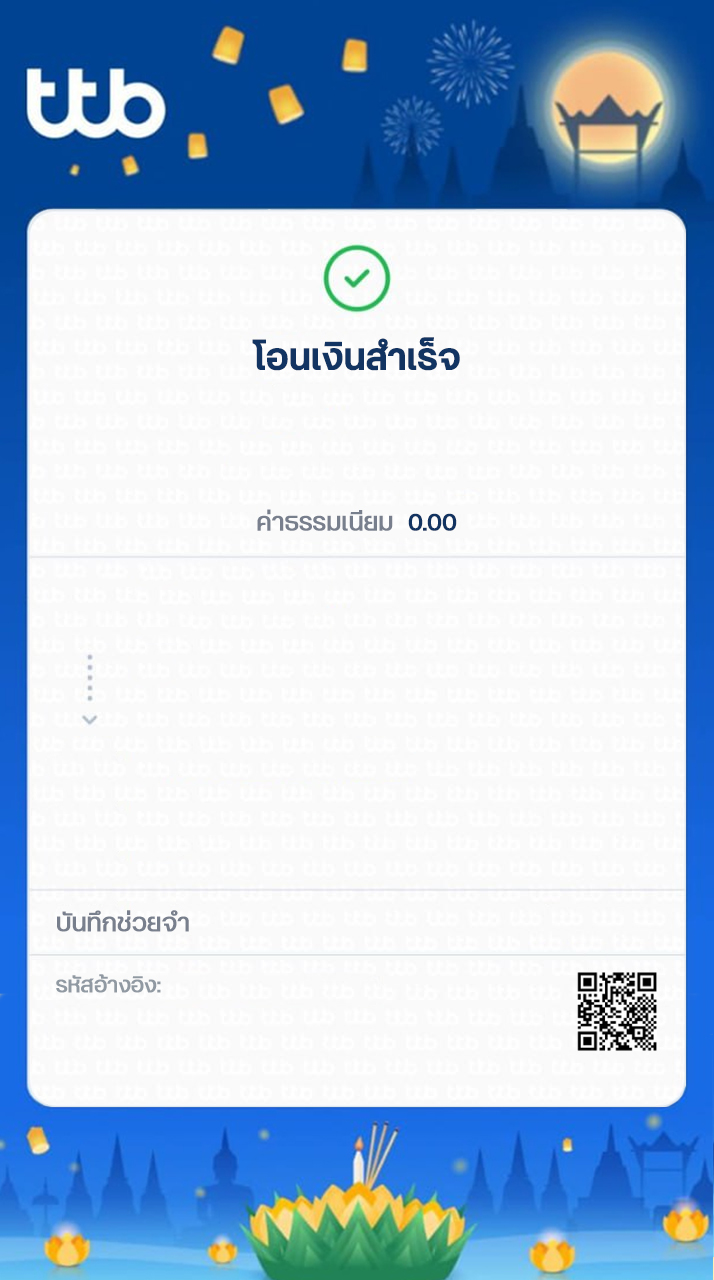 ttb
โอนเงินสำเร็จ
ค่าธรรมเนียม 0.00
บันทึกช่วยจำ
รหัสอ้างอิง: